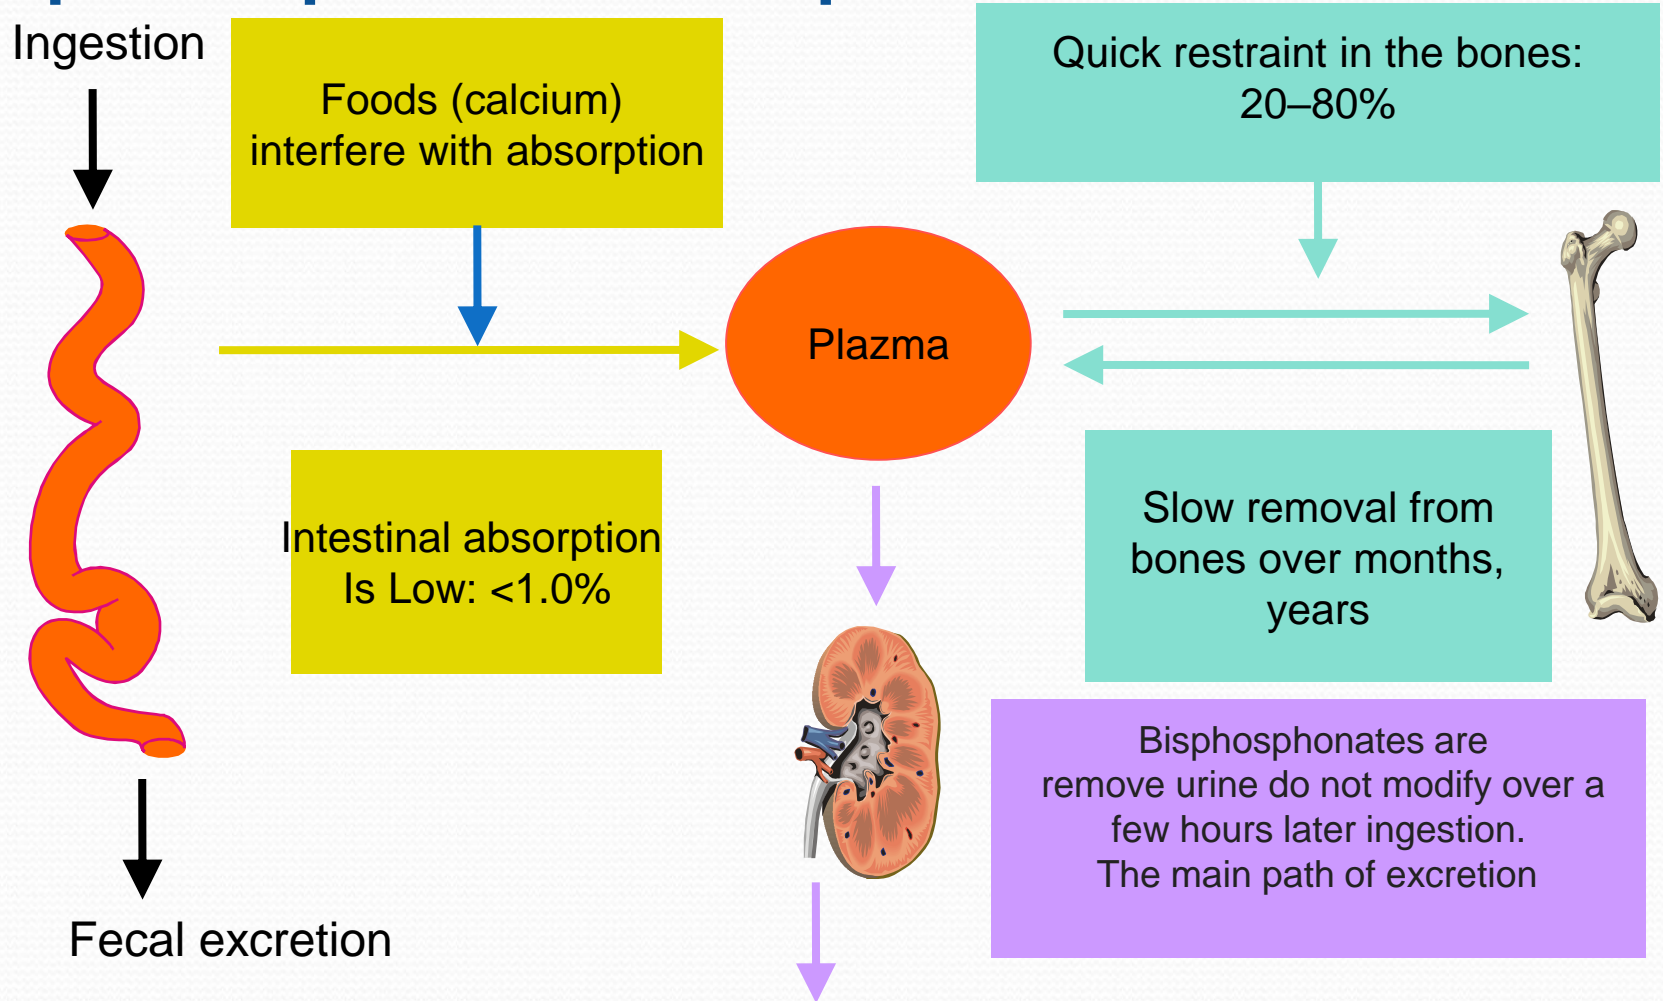 Ingestion
Foods (calcium)
interfere with absorption
Quick restraint in the bones:
20–80%
Plazma
Intestinal absorption
Is Low: <1.0%
Slow removal from
bones over months,
years
Bisphosphonates are
remove urine do not modify over a
few hours later ingestion.
The main path of excretion
Fecal excretion